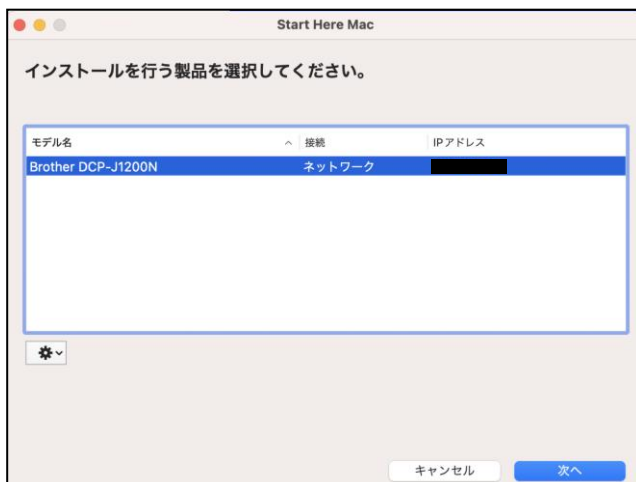 Start Here Mac
インストールを行う製品を選択してください。
モデル名 接続 IPアドレス
Brother DCP-J1200N ネットワーク
キャンセル 次へ